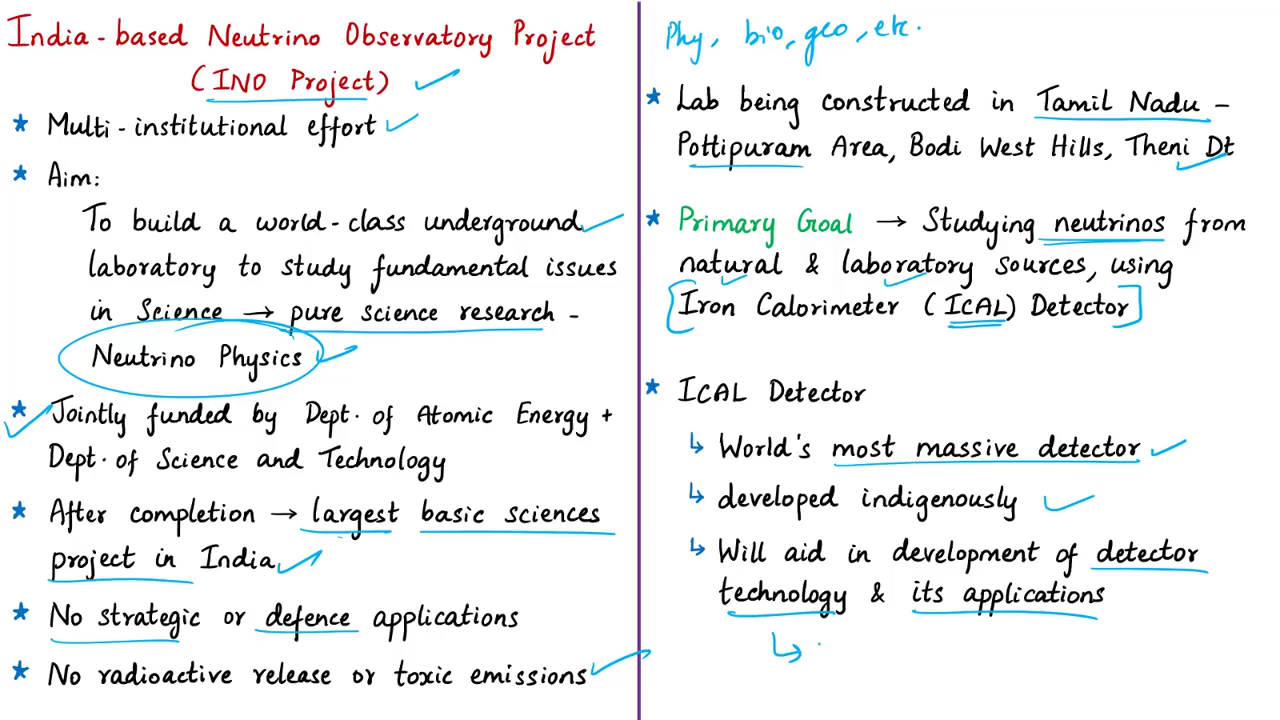 India-based Neutrino Observatory Project
(INO Project)
* Multi-institutional effort
* Aim:
To build a world-class underground
laboratory to study fundamental issues
in Science → pure science research -
Neutrino Physics
* Jointly funded by Dept. of Atomic Energy +
Dept. of Science and Technology
* After completion → largest basic sciences
project in India
* No strategic or defence applications
* No radioactive release or toxic emissions
Phy, bio, geo, etc.
* Lab being constructed in Tamil Nadu -
Pottipuram Area, Bodi West Hills, Theni Dt
* Primary Goal → Studying neutrinos from
natural & laboratory sources, using
[Iron Calorimeter (ICAL) Detector]
* ICAL Detector
↳ World's most massive detector
↳ developed indigenously
↳ Will aid in development of detector
technology & its applications
↳